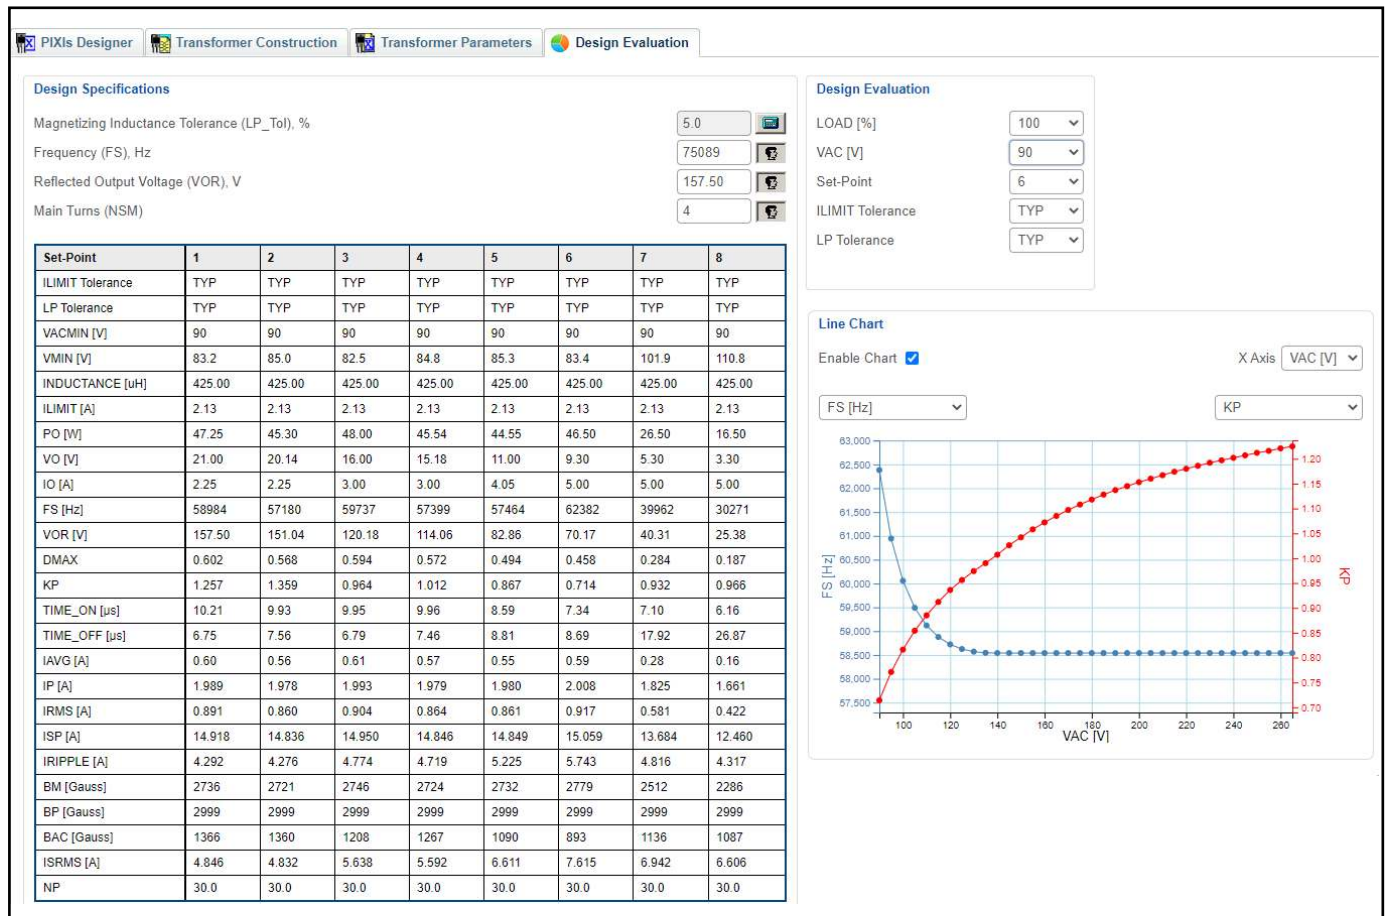 PIXIs Designer Transformer Construction Transformer Parameters Design Evaluation
Design Specifications
Magnetizing Inductance Tolerance (LP_Tol), % 5.0
Frequency (FS), Hz 75089
Reflected Output Voltage (VOR), V 157.50
Main Turns (NSM) 4
Set-Point 1 2 3 4 5 6 7 8
ILIMIT Tolerance TYP TYP TYP TYP TYP TYP TYP TYP
LP Tolerance TYP TYP TYP TYP TYP TYP TYP TYP
VACMIN [V] 90 90 90 90 90 90 90 90
VMIN [V] 83.2 85.0 82.5 84.8 85.3 83.4 101.9 110.8
INDUCTANCE [uH] 425.00 425.00 425.00 425.00 425.00 425.00 425.00 425.00
ILIMIT [A] 2.13 2.13 2.13 2.13 2.13 2.13 2.13 2.13
PO [W] 47.25 45.30 48.00 45.54 44.55 46.50 26.50 16.50
VO [V] 21.00 20.14 16.00 15.18 11.00 9.30 5.30 3.30
IO [A] 2.25 2.25 3.00 3.00 4.05 5.00 5.00 5.00
FS [Hz] 58984 57180 59737 57399 57464 62382 39962 30271
VOR [V] 157.50 151.04 120.18 114.06 82.86 70.17 40.31 25.38
DMAX 0.602 0.568 0.594 0.572 0.494 0.458 0.284 0.187
KP 1.257 1.359 0.964 1.012 0.867 0.714 0.932 0.966
TIME_ON [µs] 10.21 9.93 9.95 9.96 8.59 7.34 7.10 6.16
TIME_OFF [µs] 6.75 7.56 6.79 7.46 8.81 8.69 17.92 26.87
IAVG [A] 0.60 0.56 0.61 0.57 0.55 0.59 0.28 0.16
IP [A] 1.989 1.978 1.993 1.979 1.980 2.008 1.825 1.661
IRMS [A] 0.891 0.860 0.904 0.864 0.861 0.917 0.581 0.422
ISP [A] 14.918 14.836 14.950 14.846 14.849 15.059 13.684 12.460
IRIPPLE [A] 4.292 4.276 4.774 4.719 5.225 5.743 4.816 4.317
BM [Gauss] 2736 2721 2746 2724 2732 2779 2512 2286
BP [Gauss] 2999 2999 2999 2999 2999 2999 2999 2999
BAC [Gauss] 1366 1360 1208 1267 1090 893 1136 1087
ISRMS [A] 4.846 4.832 5.638 5.592 6.611 7.615 6.942 6.606
NP 30.0 30.0 30.0 30.0 30.0 30.0 30.0 30.0
Design Evaluation
LOAD [%] 100
VAC [V] 90
Set-Point 6
ILIMIT Tolerance TYP
LP Tolerance TYP
Line Chart
Enable Chart X Axis VAC [V]
FS [Hz] KP
63,000
62,500
62,000
61,500
61,000
60,500
60,000
59,500
59,000
58,500
58,000
57,500
FS [Hz]
1.20
1.15
1.10
1.05
1.00
0.95
0.90
0.85
0.80
0.75
0.70
KP
100 120 140 160 180 200 220 240 260
VAC [V]